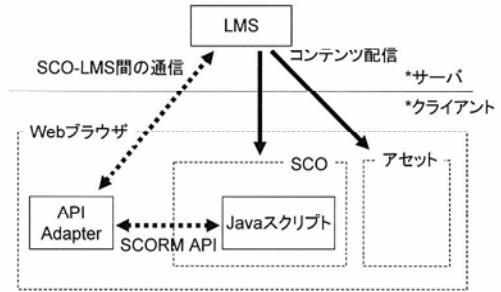 LMS
SCO-LMS間の通信
コンテンツ配信
*サーバ
*クライアント
Webブラウザ
SCO
アセット
API
Adapter
SCORM API
Javaスクリプト